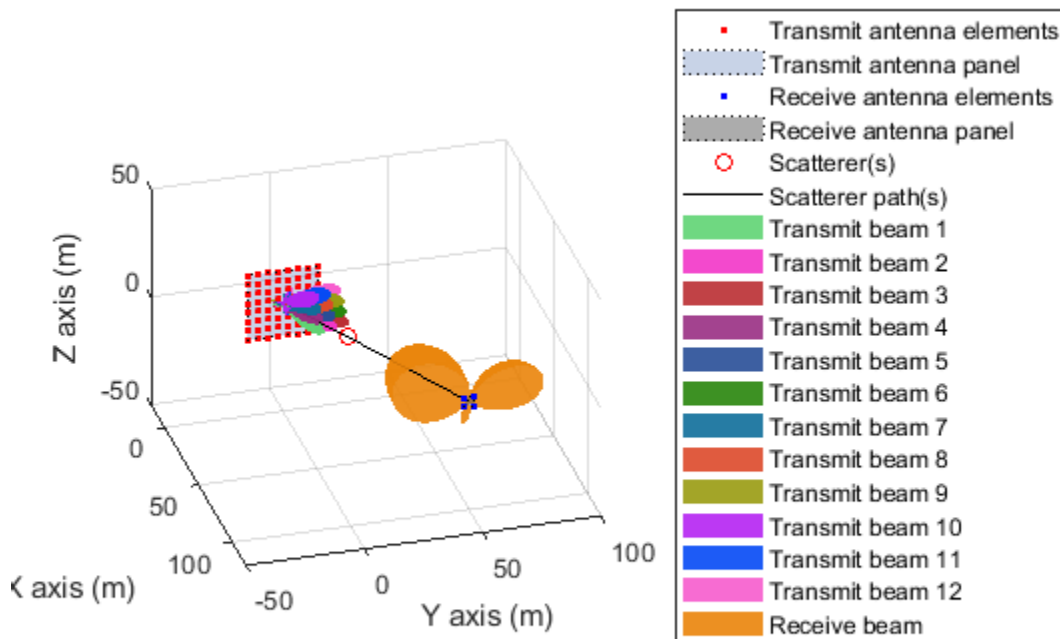 50
0
-50
Z axis (m)
0
50
100
X axis (m)
-50
0
50
100
Y axis (m)
Transmit antenna elements
Transmit antenna panel
Receive antenna elements
Receive antenna panel
Scatterer(s)
Scatterer path(s)
Transmit beam 1
Transmit beam 2
Transmit beam 3
Transmit beam 4
Transmit beam 5
Transmit beam 6
Transmit beam 7
Transmit beam 8
Transmit beam 9
Transmit beam 10
Transmit beam 11
Transmit beam 12
Receive beam